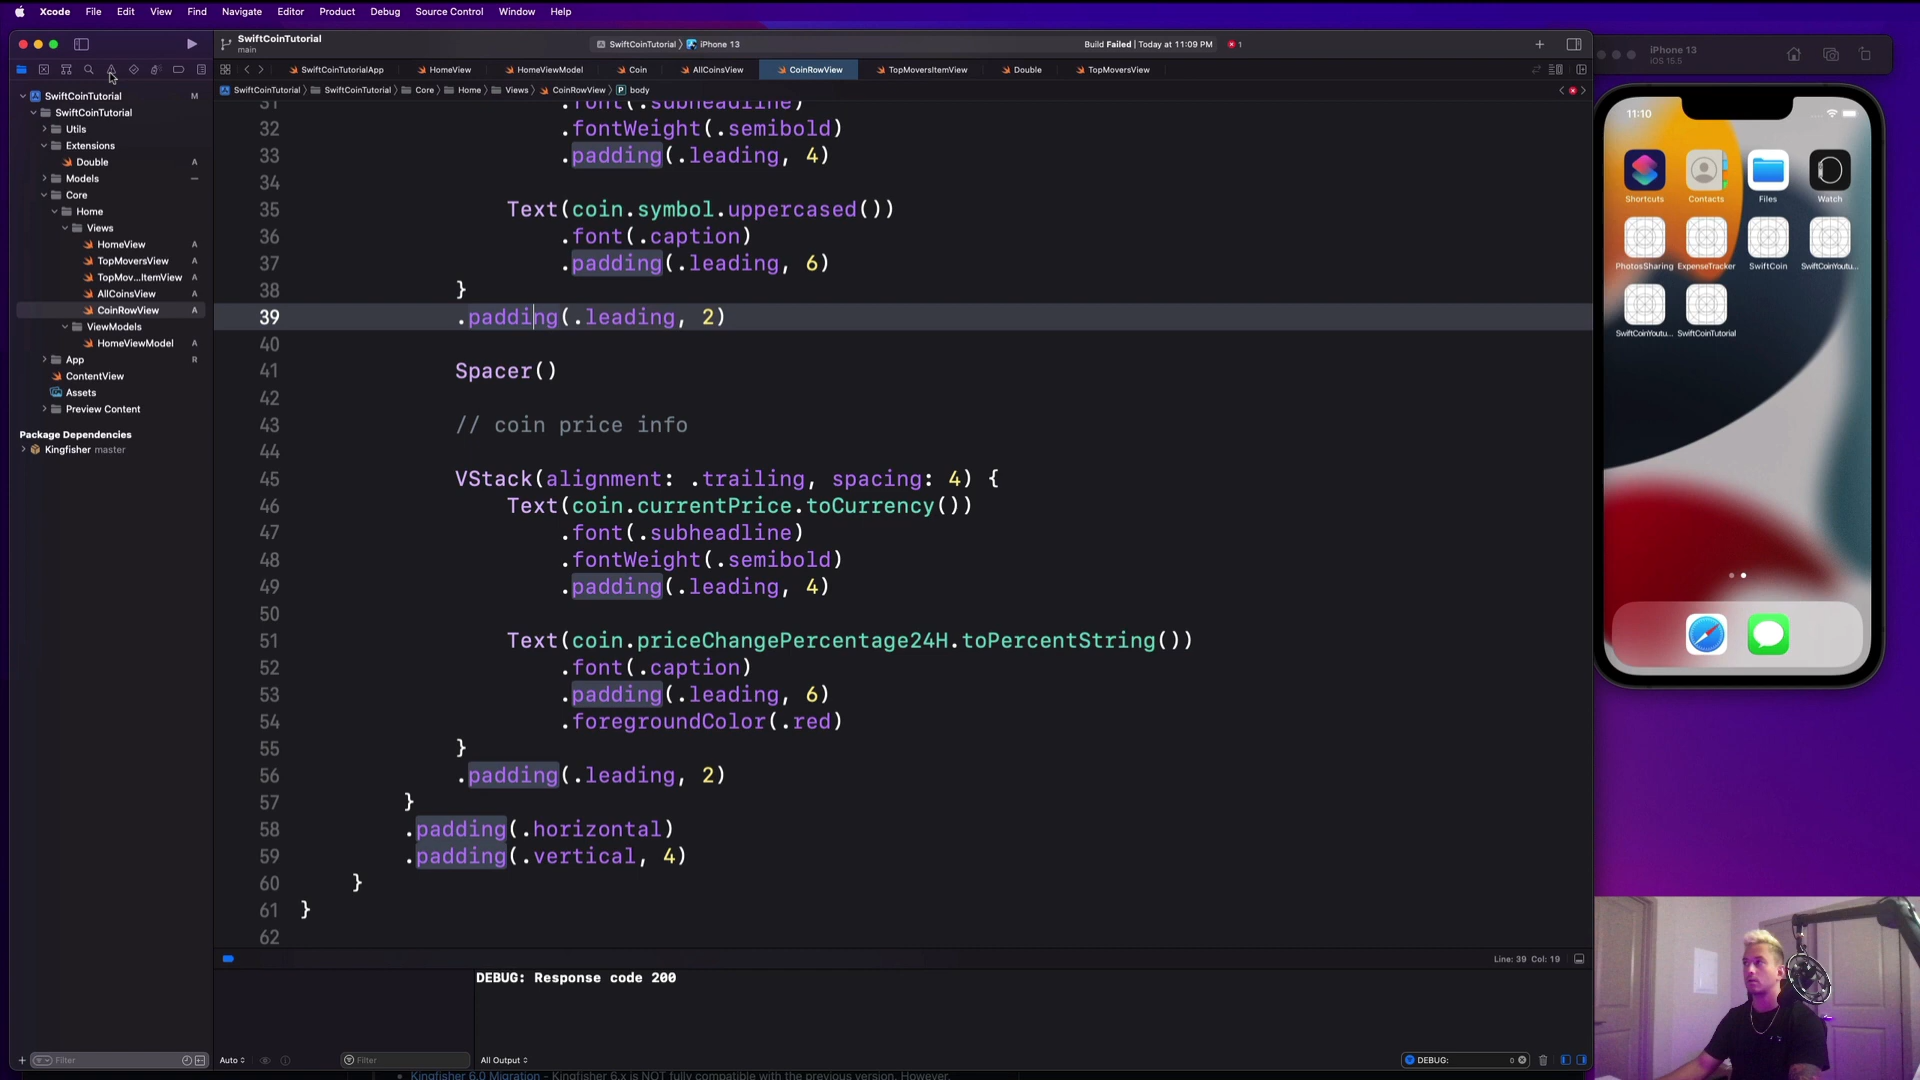 Xcode File Edit View Find Navigate Editor Product Debug Source Control Window Help
SwiftCoinTutorial
main
SwiftCoinTutorial 〉 iPhone 13
Build Failed | Today at 11:09 PM
1
SwiftCoinTutorialApp HomeView HomeViewModel Coin AllCoinsView CoinRowView TopMoversItemView Double TopMoversView
SwiftCoinTutorial 〉 SwiftCoinTutorial 〉 Core 〉 Home 〉 Views 〉 CoinRowView 〉 P body
SwiftCoinTutorial M
SwiftCoinTutorial
Utils
Extensions
Double A
Models –
Core
Home
Views
HomeView A
TopMoversView A
TopMov...ItemView A
AllCoinsView A
CoinRowView A
ViewModels
HomeViewModel A
App R
ContentView
Assets
Preview Content
Package Dependencies
Kingfisher master
Filter
31 .font(.subheadline)
32 .fontWeight(.semibold)
33 .padding(.leading, 4)
34
35 Text(coin.symbol.uppercased())
36 .font(.caption)
37 .padding(.leading, 6)
38 }
39 .padding(.leading, 2)
40
41 Spacer()
42
43 // coin price info
44
45 VStack(alignment: .trailing, spacing: 4) {
46 Text(coin.currentPrice.toCurrency())
47 .font(.subheadline)
48 .fontWeight(.semibold)
49 .padding(.leading, 4)
50
51 Text(coin.priceChangePercentage24H.toPercentString())
52 .font(.caption)
53 .padding(.leading, 6)
54 .foregroundColor(.red)
55 }
56 .padding(.leading, 2)
57 }
58 .padding(.horizontal)
59 .padding(.vertical, 4)
60 }
61 }
62
Line: 39 Col: 19
DEBUG: Response code 200
Auto
Filter
All Output
DEBUG: 0
Kingfisher 6.0 Migration - Kingfisher 6.x is NOT fully compatible with the previous version. However,
iPhone 13
iOS 15.5
11:10
Shortcuts Contacts Files Watch
PhotosSharing ExpenseTracker SwiftCoin SwiftCoinYoutu...
SwiftCoinYoutu... SwiftCoinTutorial